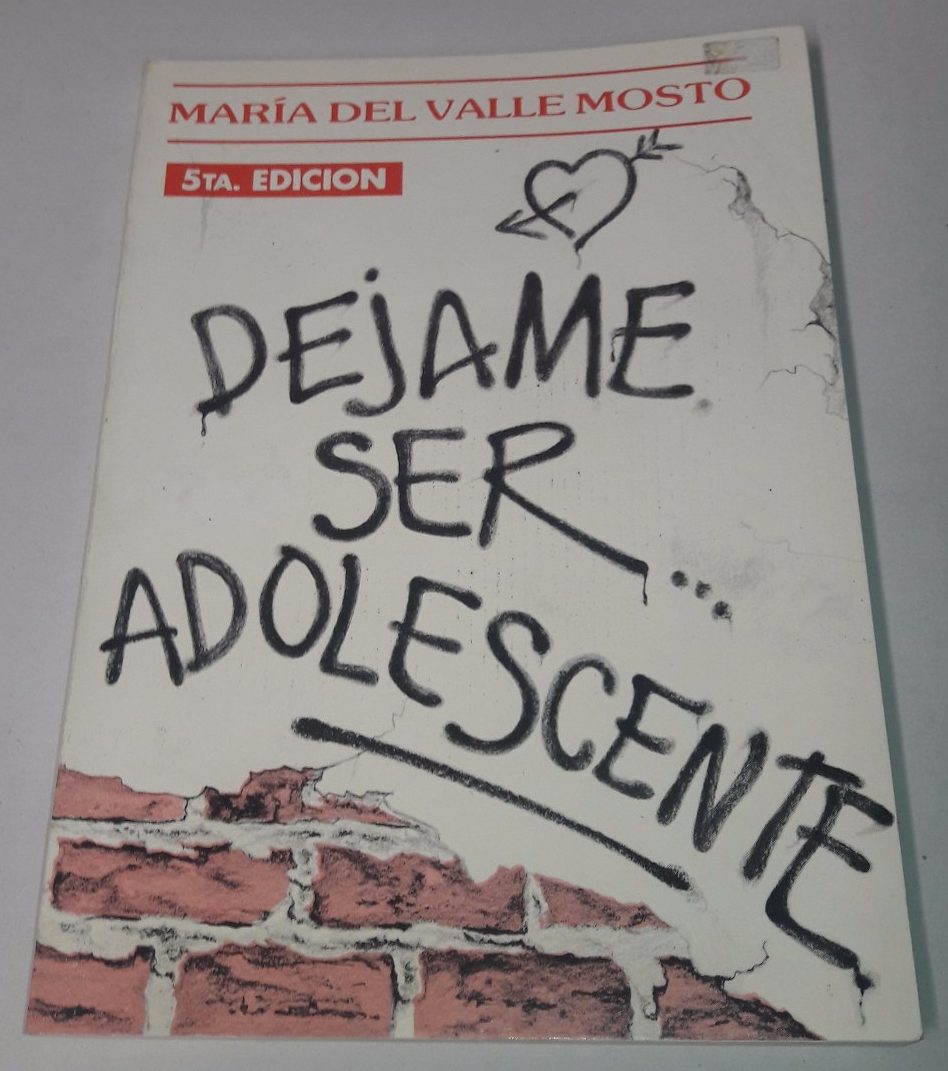 MARÍA DEL VALLE MOSTO
5TA. EDICION
DEJAME
SER...
ADOLESCENTE